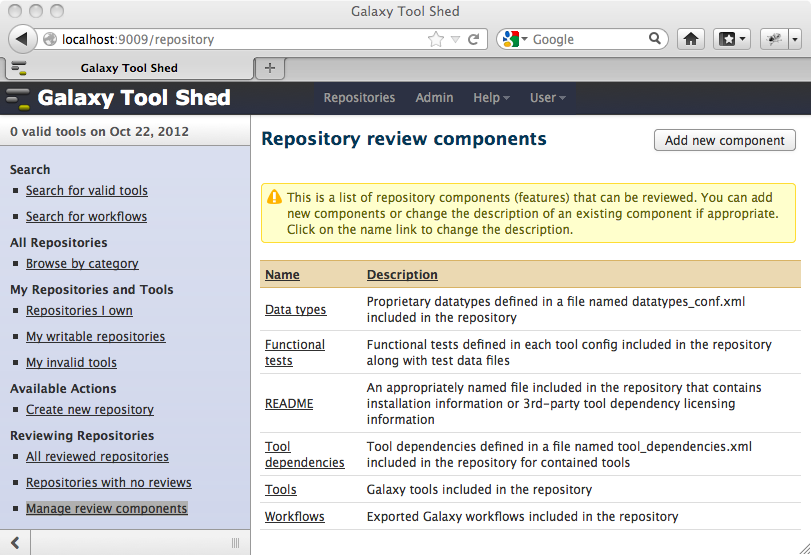 Galaxy Tool Shed
localhost:9009/repository
Google
Galaxy Tool Shed
Galaxy Tool Shed
Repositories Admin Help User
0 valid tools on Oct 22, 2012
Search
Search for valid tools
Search for workflows
All Repositories
Browse by category
My Repositories and Tools
Repositories I own
My writable repositories
My invalid tools
Available Actions
Create new repository
Reviewing Repositories
All reviewed repositories
Repositories with no reviews
Manage review components
Repository review components
Add new component
This is a list of repository components (features) that can be reviewed. You can add
new components or change the description of an existing component if appropriate.
Click on the name link to change the description.
Name Description
Data types
Proprietary datatypes defined in a file named datatypes_conf.xml
included in the repository
Functional
tests
Functional tests defined in each tool config included in the repository
along with test data files
README
An appropriately named file included in the repository that contains
installation information or 3rd-party tool dependency licensing
information
Tool
dependencies
Tool dependencies defined in a file named tool_dependencies.xml
included in the repository for contained tools
Tools
Galaxy tools included in the repository
Workflows
Exported Galaxy workflows included in the repository